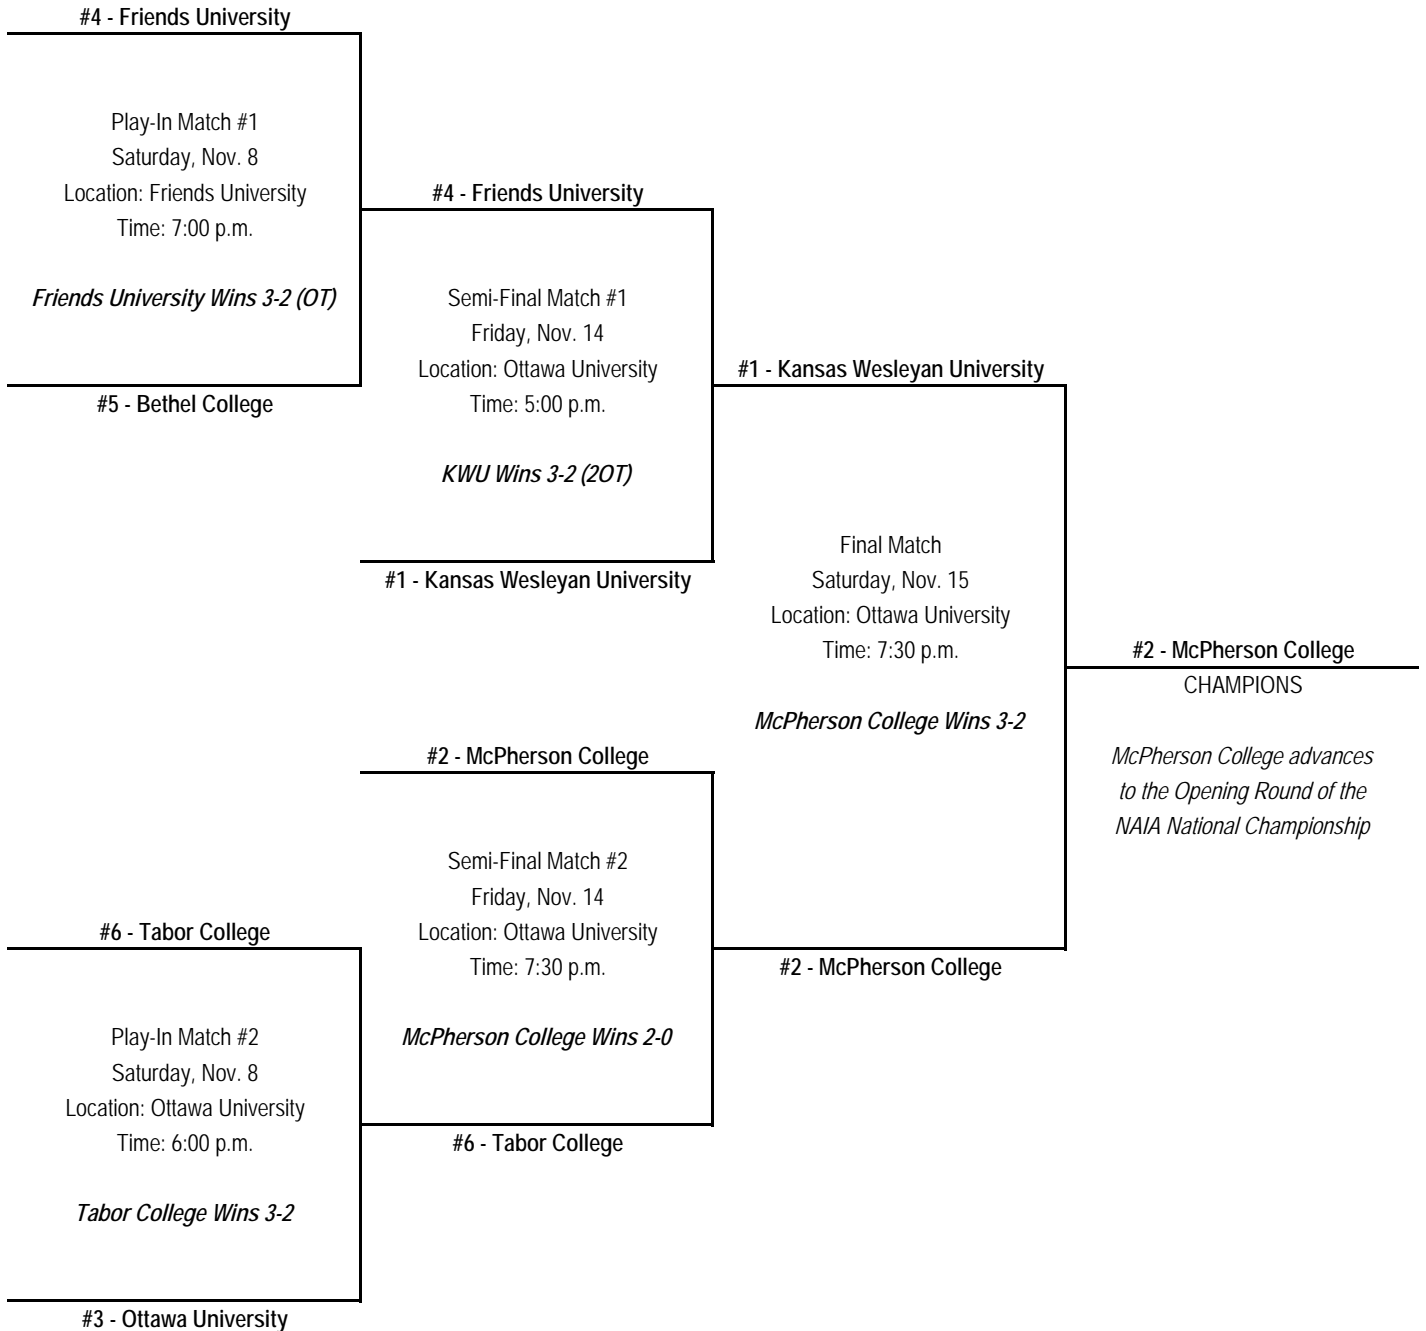 #4 - Friends University
Play-In Match #1
Saturday, Nov. 8
Location: Friends University
Time: 7:00 p.m.
Friends University Wins 3-2 (OT)
#5 - Bethel College
#4 - Friends University
Semi-Final Match #1
Friday, Nov. 14
Location: Ottawa University
Time: 5:00 p.m.
KWU Wins 3-2 (2OT)
#1 - Kansas Wesleyan University
#1 - Kansas Wesleyan University
Final Match
Saturday, Nov. 15
Location: Ottawa University
Time: 7:30 p.m.
McPherson College Wins 3-2
#2 - McPherson College
#2 - McPherson College
CHAMPIONS
McPherson College advances
to the Opening Round of the
NAIA National Championship
#2 - McPherson College
Semi-Final Match #2
Friday, Nov. 14
Location: Ottawa University
Time: 7:30 p.m.
McPherson College Wins 2-0
#6 - Tabor College
#6 - Tabor College
Play-In Match #2
Saturday, Nov. 8
Location: Ottawa University
Time: 6:00 p.m.
Tabor College Wins 3-2
#3 - Ottawa University